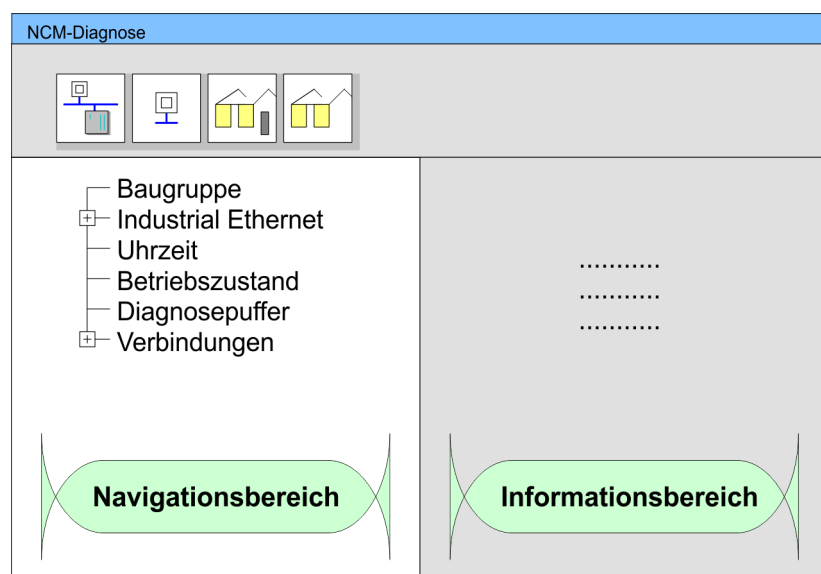 NCM-Diagnose
Baugruppe
Industrial Ethernet
Uhrzeit
Betriebszustand
Diagnosepuffer
Verbindungen
...........
...........
...........
Navigationsbereich
Informationsbereich